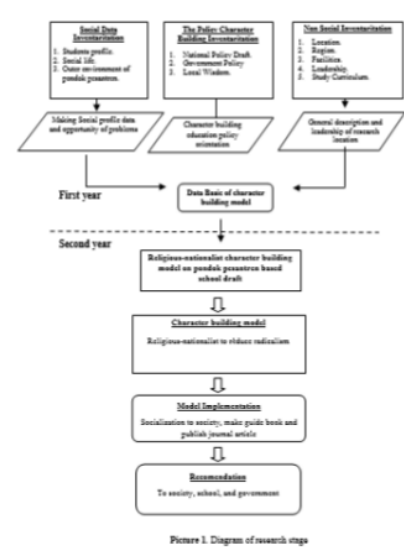 Social Data
Inventaritation
1. Students profile.
2. Social life.
3. Outer environment of
pondok pesantren.
The Policy Character
Building Inventaritation
1. National Policy Draft.
2. Government Policy
3. Local Wisdom.
Non Social Inventaritation
1. Location.
2. Region.
3. Facilities.
4. Leadership.
5. Study Curriculum.
Making Social profile data
and opportunity of problems
Character building
education policy
orientation
General description and
leadership of research
location
First year
Data Basic of character
building model
Second year
Religious-nationalist character building
model on pondok pesantren based
school draft
Character building model
Religious-nationalist to reduce radicalism
Model Implementation
Socialization to society, make guide book and
publish journal article
Recomendation
To society, school, and government
Picture 1. Diagram of research stage